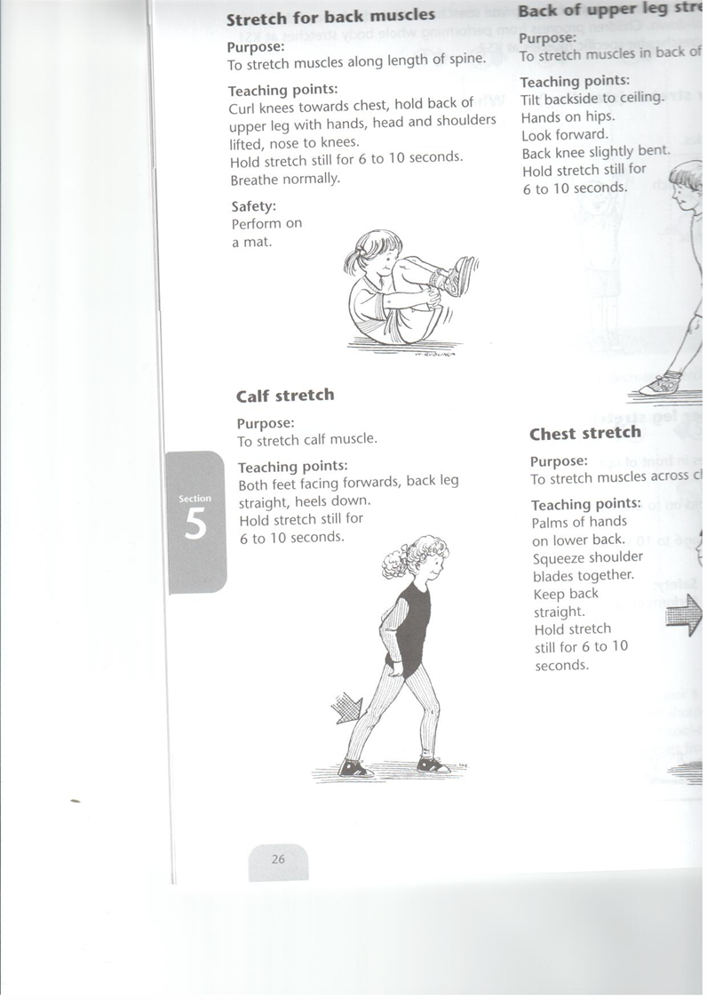 Stretch for back muscles
Purpose:
To stretch muscles along length of spine.
Teaching points:
Curl knees towards chest, hold back of
upper leg with hands, head and shoulders
lifted, nose to knees.
Hold stretch still for 6 to 10 seconds.
Breathe normally.
Safety:
Perform on
a mat.
Calf stretch
Purpose:
To stretch calf muscle.
Teaching points:
Both feet facing forwards, back leg
straight, heels down.
Hold stretch still for
6 to 10 seconds.
Section
5
26
Back of upper leg stre
Purpose:
To stretch muscles in back of
Teaching points:
Tilt backside to ceiling.
Hands on hips.
Look forward.
Back knee slightly bent.
Hold stretch still for
6 to 10 seconds.
Chest stretch
Purpose:
To stretch muscles across
Teaching points:
Palms of hands
on lower back.
Squeeze shoulder
blades together.
Keep back
straight.
Hold stretch
still for 6 to 10
seconds.